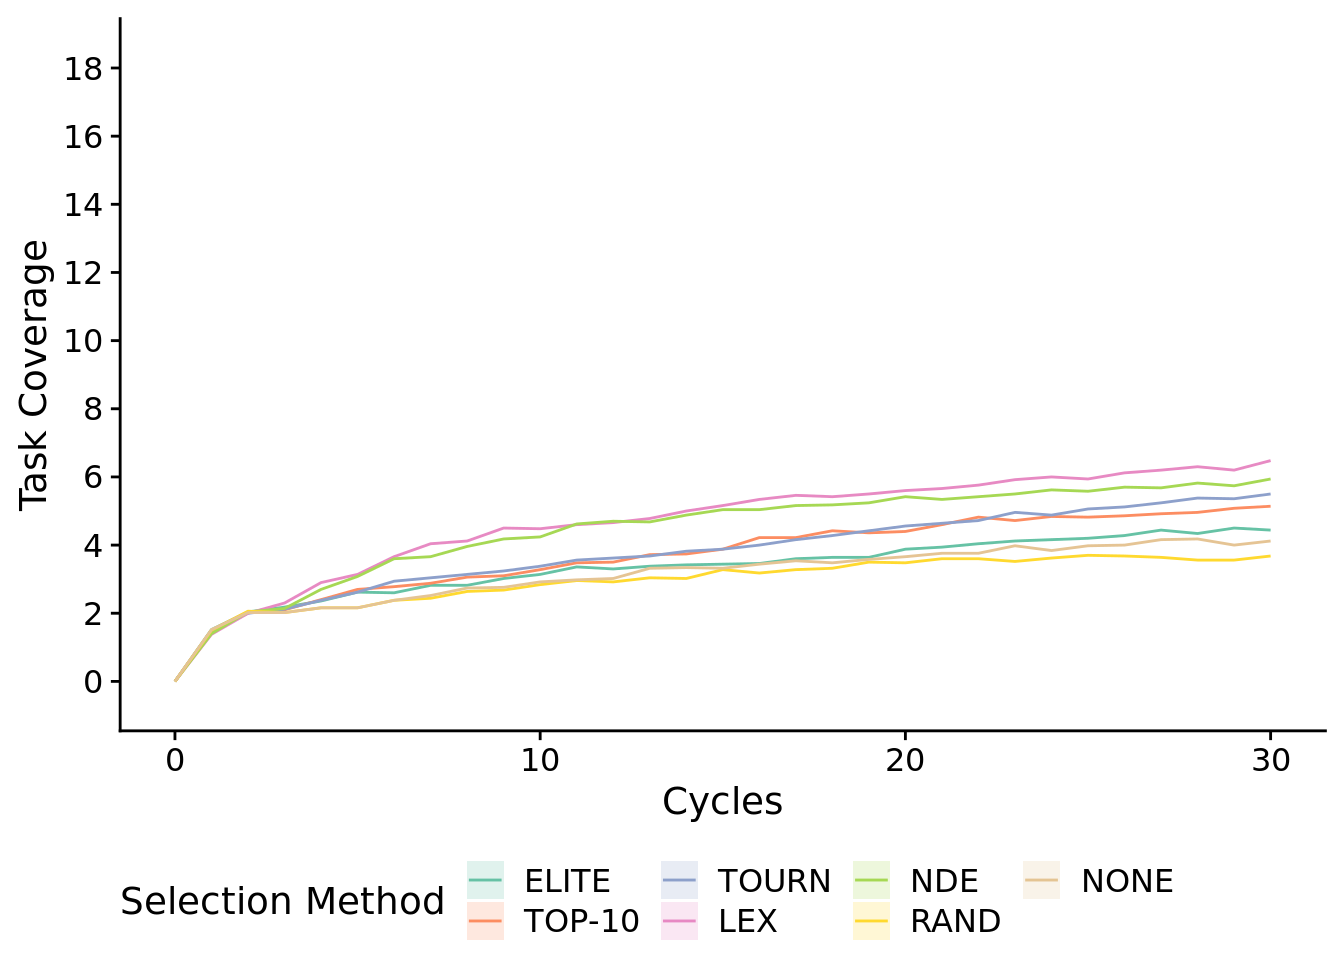 18
16
14
12
10
8
6
4
2
0
Task Coverage
0 10 20 30
Cycles
Selection Method
ELITE TOURN NDE NONE
TOP-10 LEX RAND